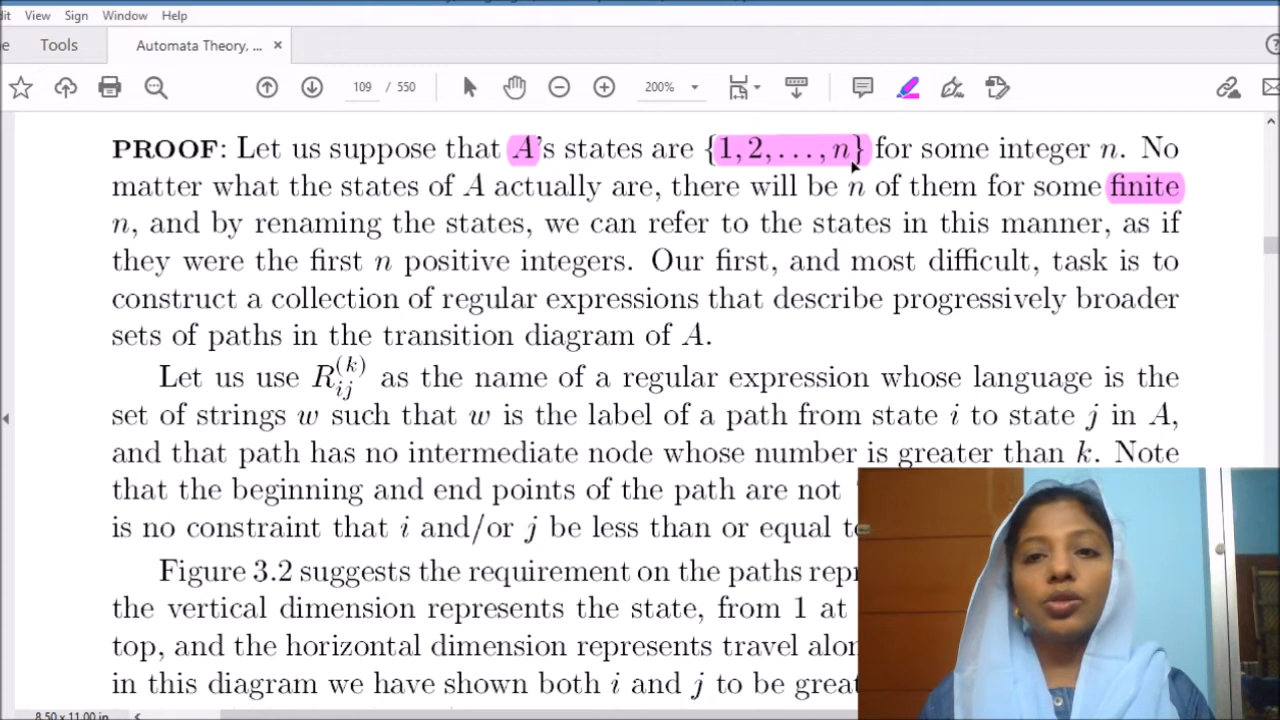 View Sign Window Help
Tools Automata Theory, ... ×
109 / 550 200%
PROOF: Let us suppose that A's states are {1, 2, . . . , n} for some integer n. No
matter what the states of A actually are, there will be n of them for some finite
n, and by renaming the states, we can refer to the states in this manner, as if
they were the first n positive integers. Our first, and most difficult, task is to
construct a collection of regular expressions that describe progressively broader
sets of paths in the transition diagram of A.
Let us use R_{ij}^{(k)} as the name of a regular expression whose language is the
set of strings w such that w is the label of a path from state i to state j in A,
and that path has no intermediate node whose number is greater than k. Note
that the beginning and end points of the path are not
is no constraint that i and/or j be less than or equal
Figure 3.2 suggests the requirement on the paths
the vertical dimension represents the state, from 1 at
top, and the horizontal dimension represents travel
in this diagram we have shown both i and j to be
8.50 x 11.00 in